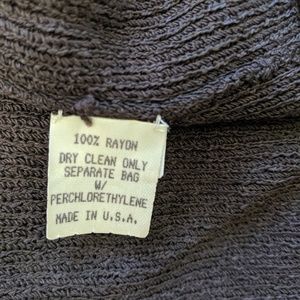 100% RAYON
DRY CLEAN ONLY
SEPARATE BAG
W/
PERCHLORETHYLENE
MADE IN U.S.A.